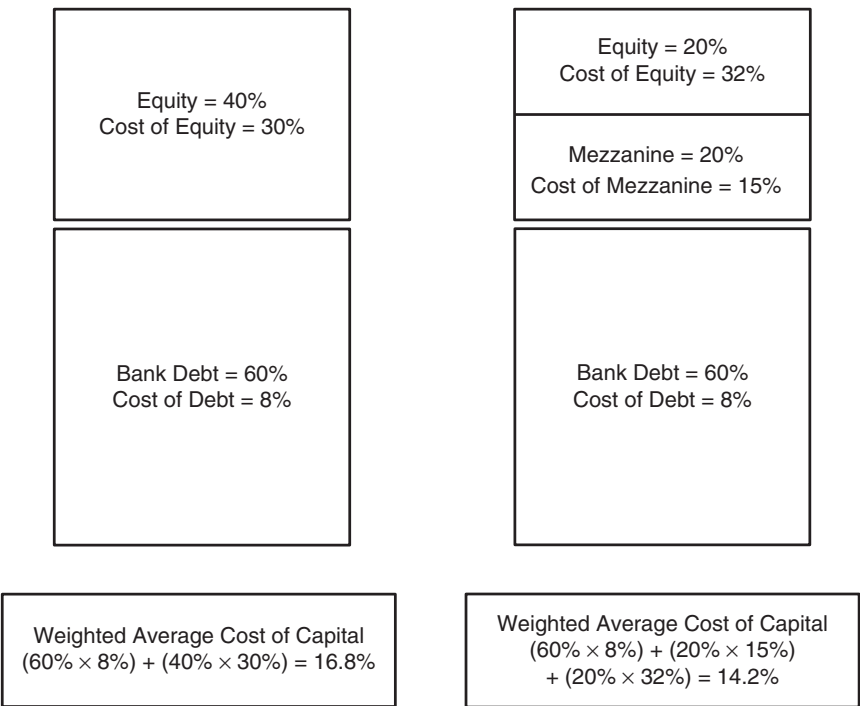 Equity = 40%
Cost of Equity = 30%
Bank Debt = 60%
Cost of Debt = 8%
Weighted Average Cost of Capital
(60% × 8%) + (40% × 30%) = 16.8%
Equity = 20%
Cost of Equity = 32%
Mezzanine = 20%
Cost of Mezzanine = 15%
Bank Debt = 60%
Cost of Debt = 8%
Weighted Average Cost of Capital
(60% × 8%) + (20% × 15%)
+ (20% × 32%) = 14.2%